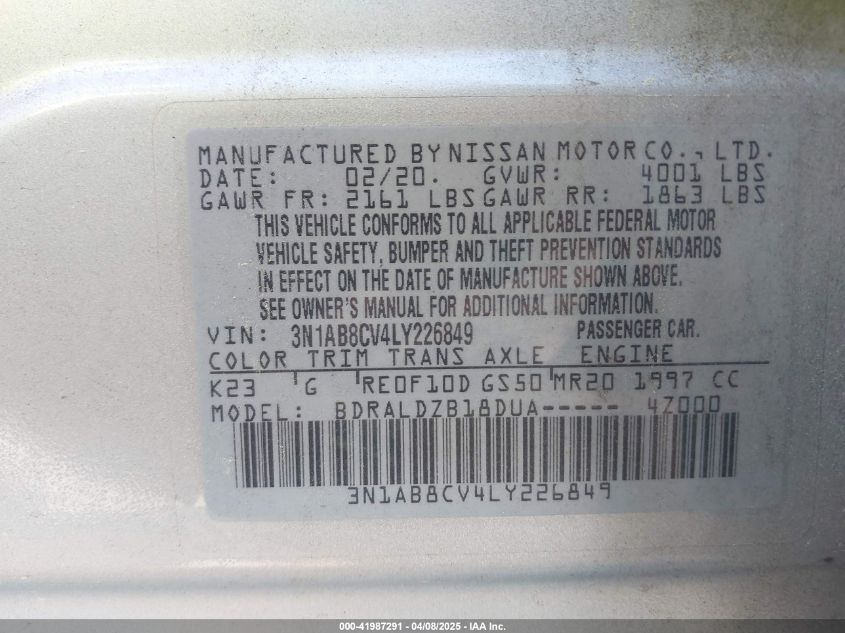 MANUFACTURED BY NISSAN MOTOR CO., LTD.
DATE: 02/20. GVWR: 4001 LBS
GAWR FR: 2161 LBS GAWR RR: 1863 LBS
THIS VEHICLE CONFORMS TO ALL APPLICABLE FEDERAL MOTOR
VEHICLE SAFETY, BUMPER AND THEFT PREVENTION STANDARDS
IN EFFECT ON THE DATE OF MANUFACTURE SHOWN ABOVE.
SEE OWNER'S MANUAL FOR ADDITIONAL INFORMATION.
VIN: 3N1AB8CV4LY226849 PASSENGER CAR.
COLOR TRIM TRANS AXLE ENGINE
K23 G RE0F10D GS50 MR20 1997 CC
MODEL: BDRALDZB18DUA----- 4Z000
3N1AB8CV4LY226849
000-41987291 - 04/08/2025 - IAA Inc.